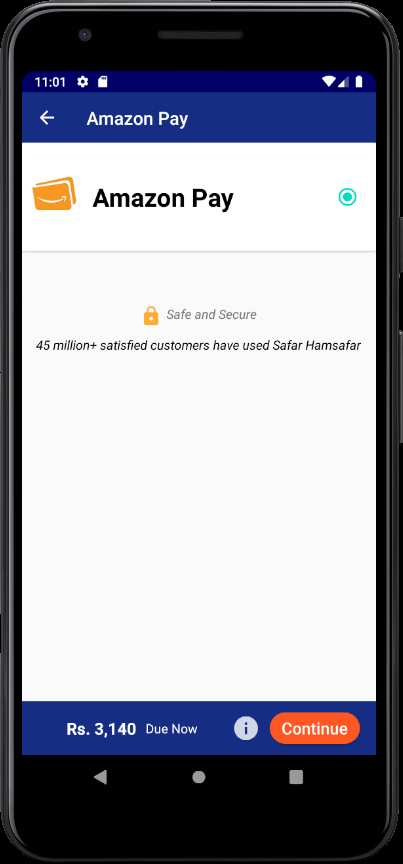 11:01
Amazon Pay
Amazon Pay
Safe and Secure
45 million+ satisfied customers have used Safar Hamsafar
Rs. 3,140 Due Now Continue